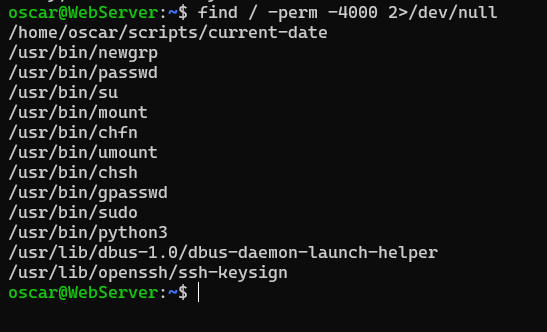 oscar@WebServer:~$ find / -perm -4000 2>/dev/null
/home/oscar/scripts/current-date
/usr/bin/newgrp
/usr/bin/passwd
/usr/bin/su
/usr/bin/mount
/usr/bin/chfn
/usr/bin/umount
/usr/bin/chsh
/usr/bin/gpasswd
/usr/bin/sudo
/usr/bin/python3
/usr/lib/dbus-1.0/dbus-daemon-launch-helper
/usr/lib/openssh/ssh-keysign
oscar@WebServer:~$